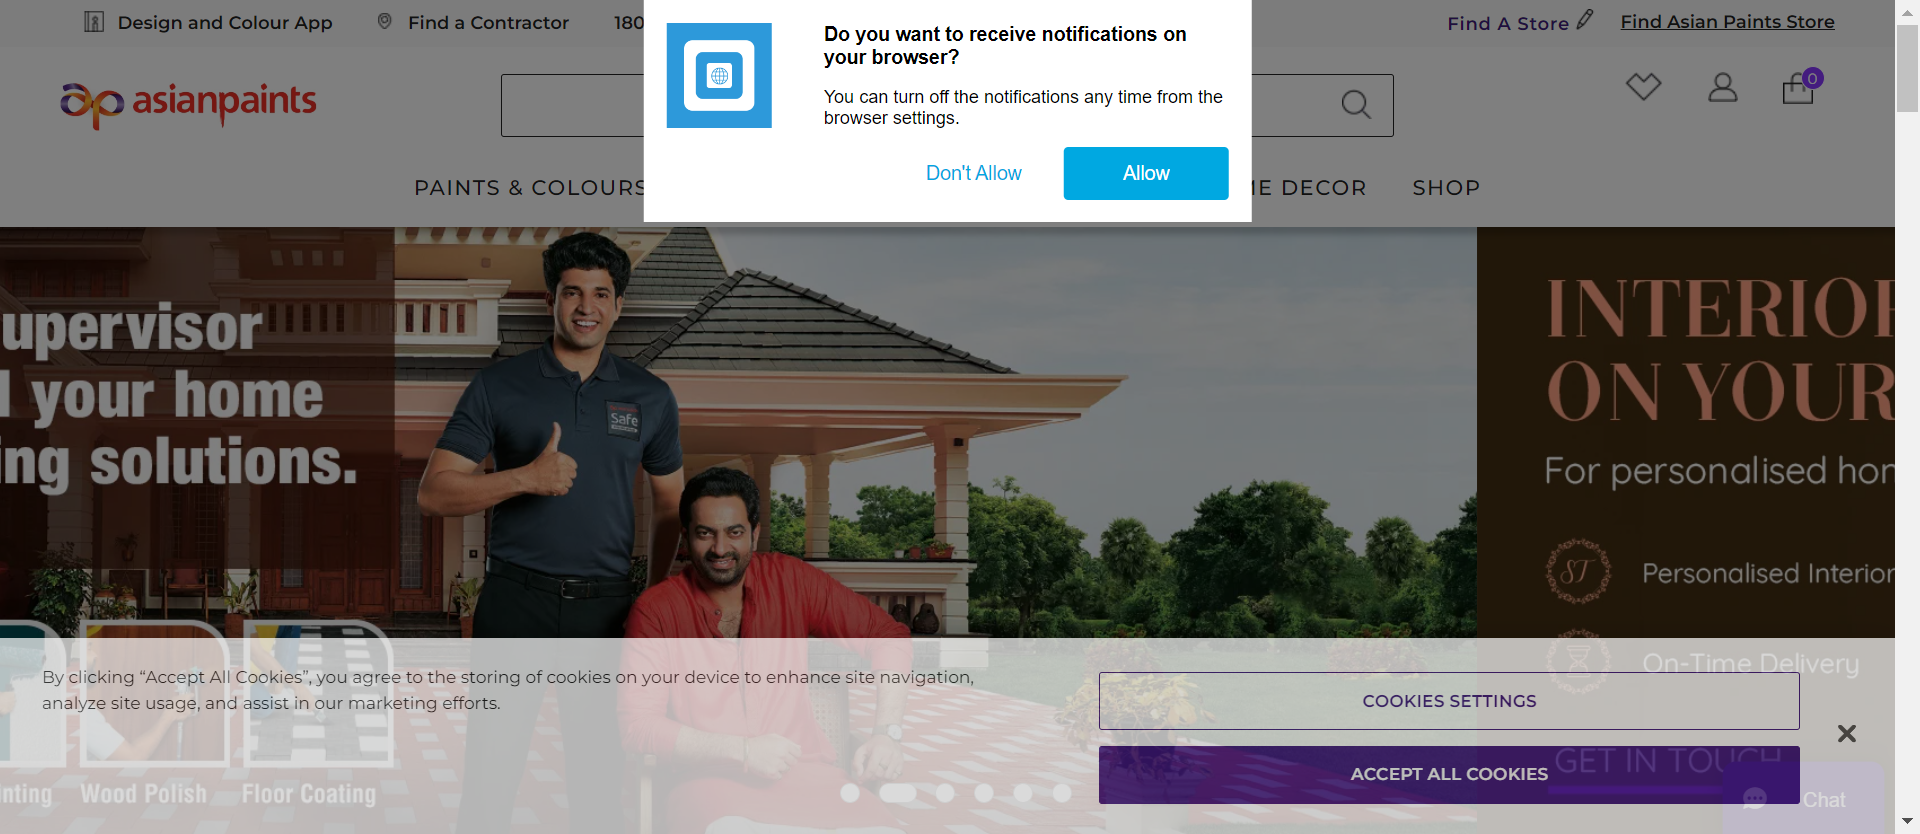 Design and Colour App
Find a Contractor
180
Find A Store
Find Asian Paints Store
asianpaints
0
Do you want to receive notifications on
your browser?
You can turn off the notifications any time from the
browser settings.
Don't Allow
Allow
PAINTS & COLOURS
ME DECOR
SHOP
upervisor
your home
ing solutions.
Safe
INTERIOR
ON YOUR
For personalised hom
ST
Personalised Interior
On-Time Delivery
By clicking “Accept All Cookies”, you agree to the storing of cookies on your device to enhance site navigation,
analyze site usage, and assist in our marketing efforts.
COOKIES SETTINGS
ACCEPT ALL COOKIES
GET IN TOUCH
Chat
nting
Wood Polish
Floor Coating